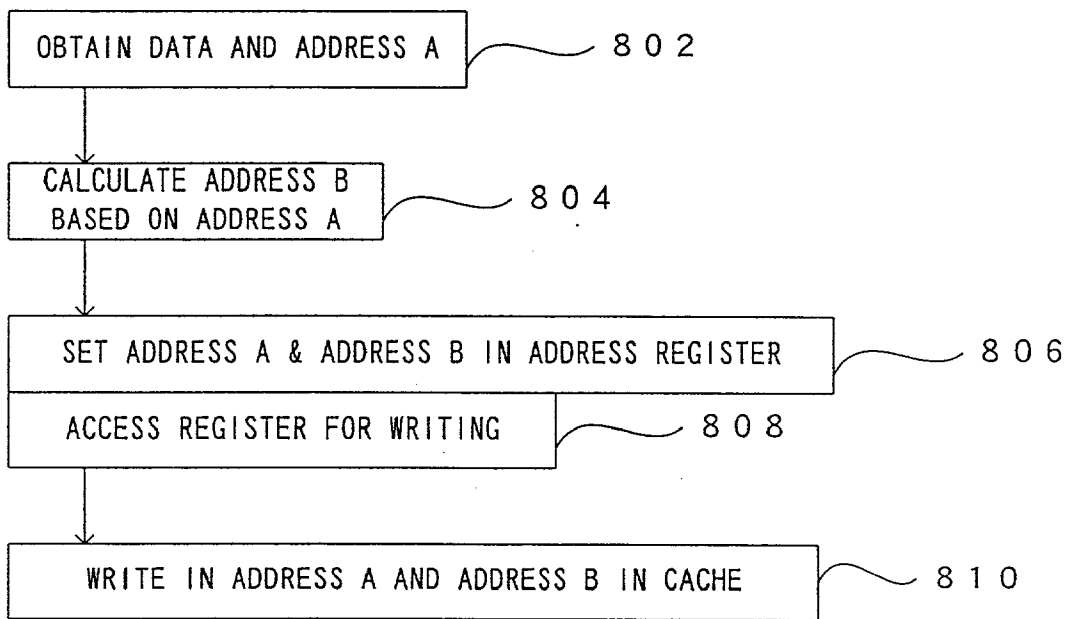 OBTAIN DATA AND ADDRESS A
802
CALCULATE ADDRESS B
BASED ON ADDRESS A
804
SET ADDRESS A & ADDRESS B IN ADDRESS REGISTER
806
ACCESS REGISTER FOR WRITING
808
WRITE IN ADDRESS A AND ADDRESS B IN CACHE
810